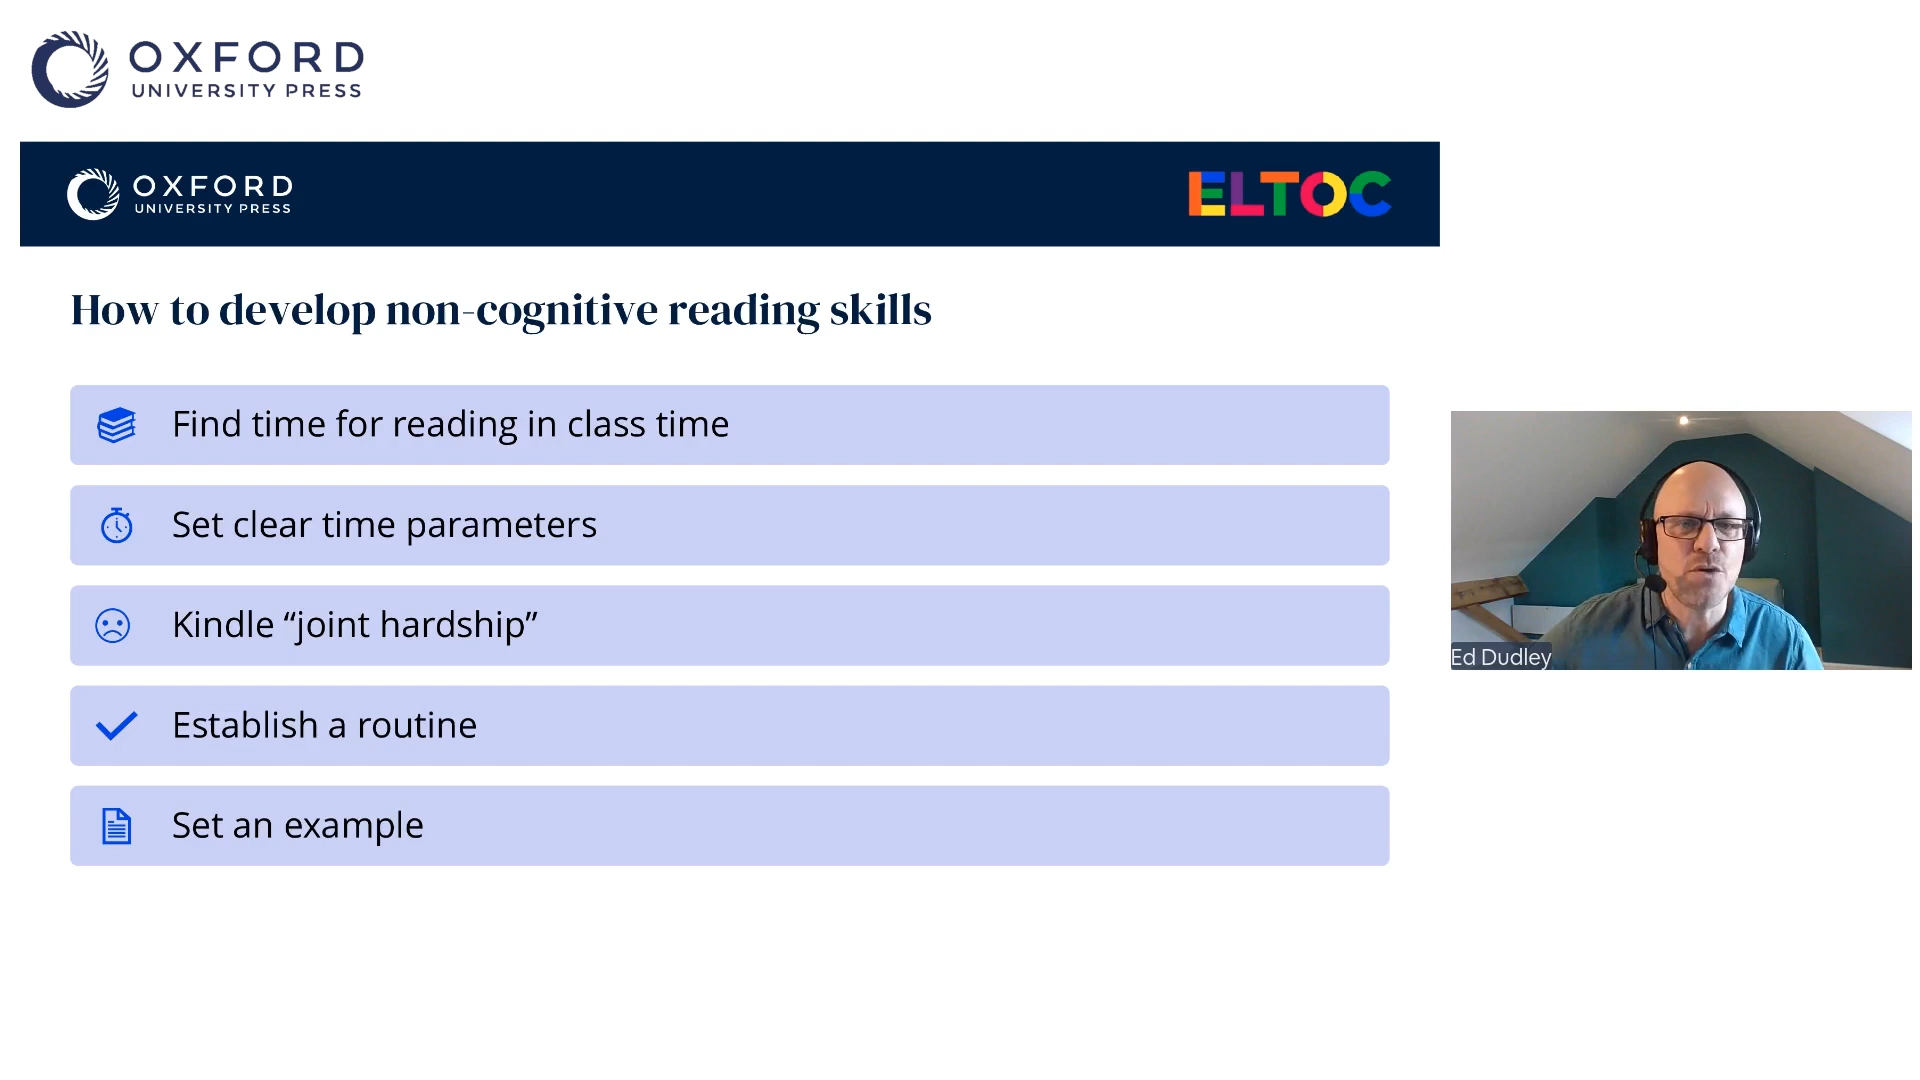 OXFORD
UNIVERSITY PRESS
OXFORD
UNIVERSITY PRESS
ELTOC
How to develop non-cognitive reading skills
Find time for reading in class time
Set clear time parameters
Kindle “joint hardship”
Establish a routine
Set an example
Ed Dudley